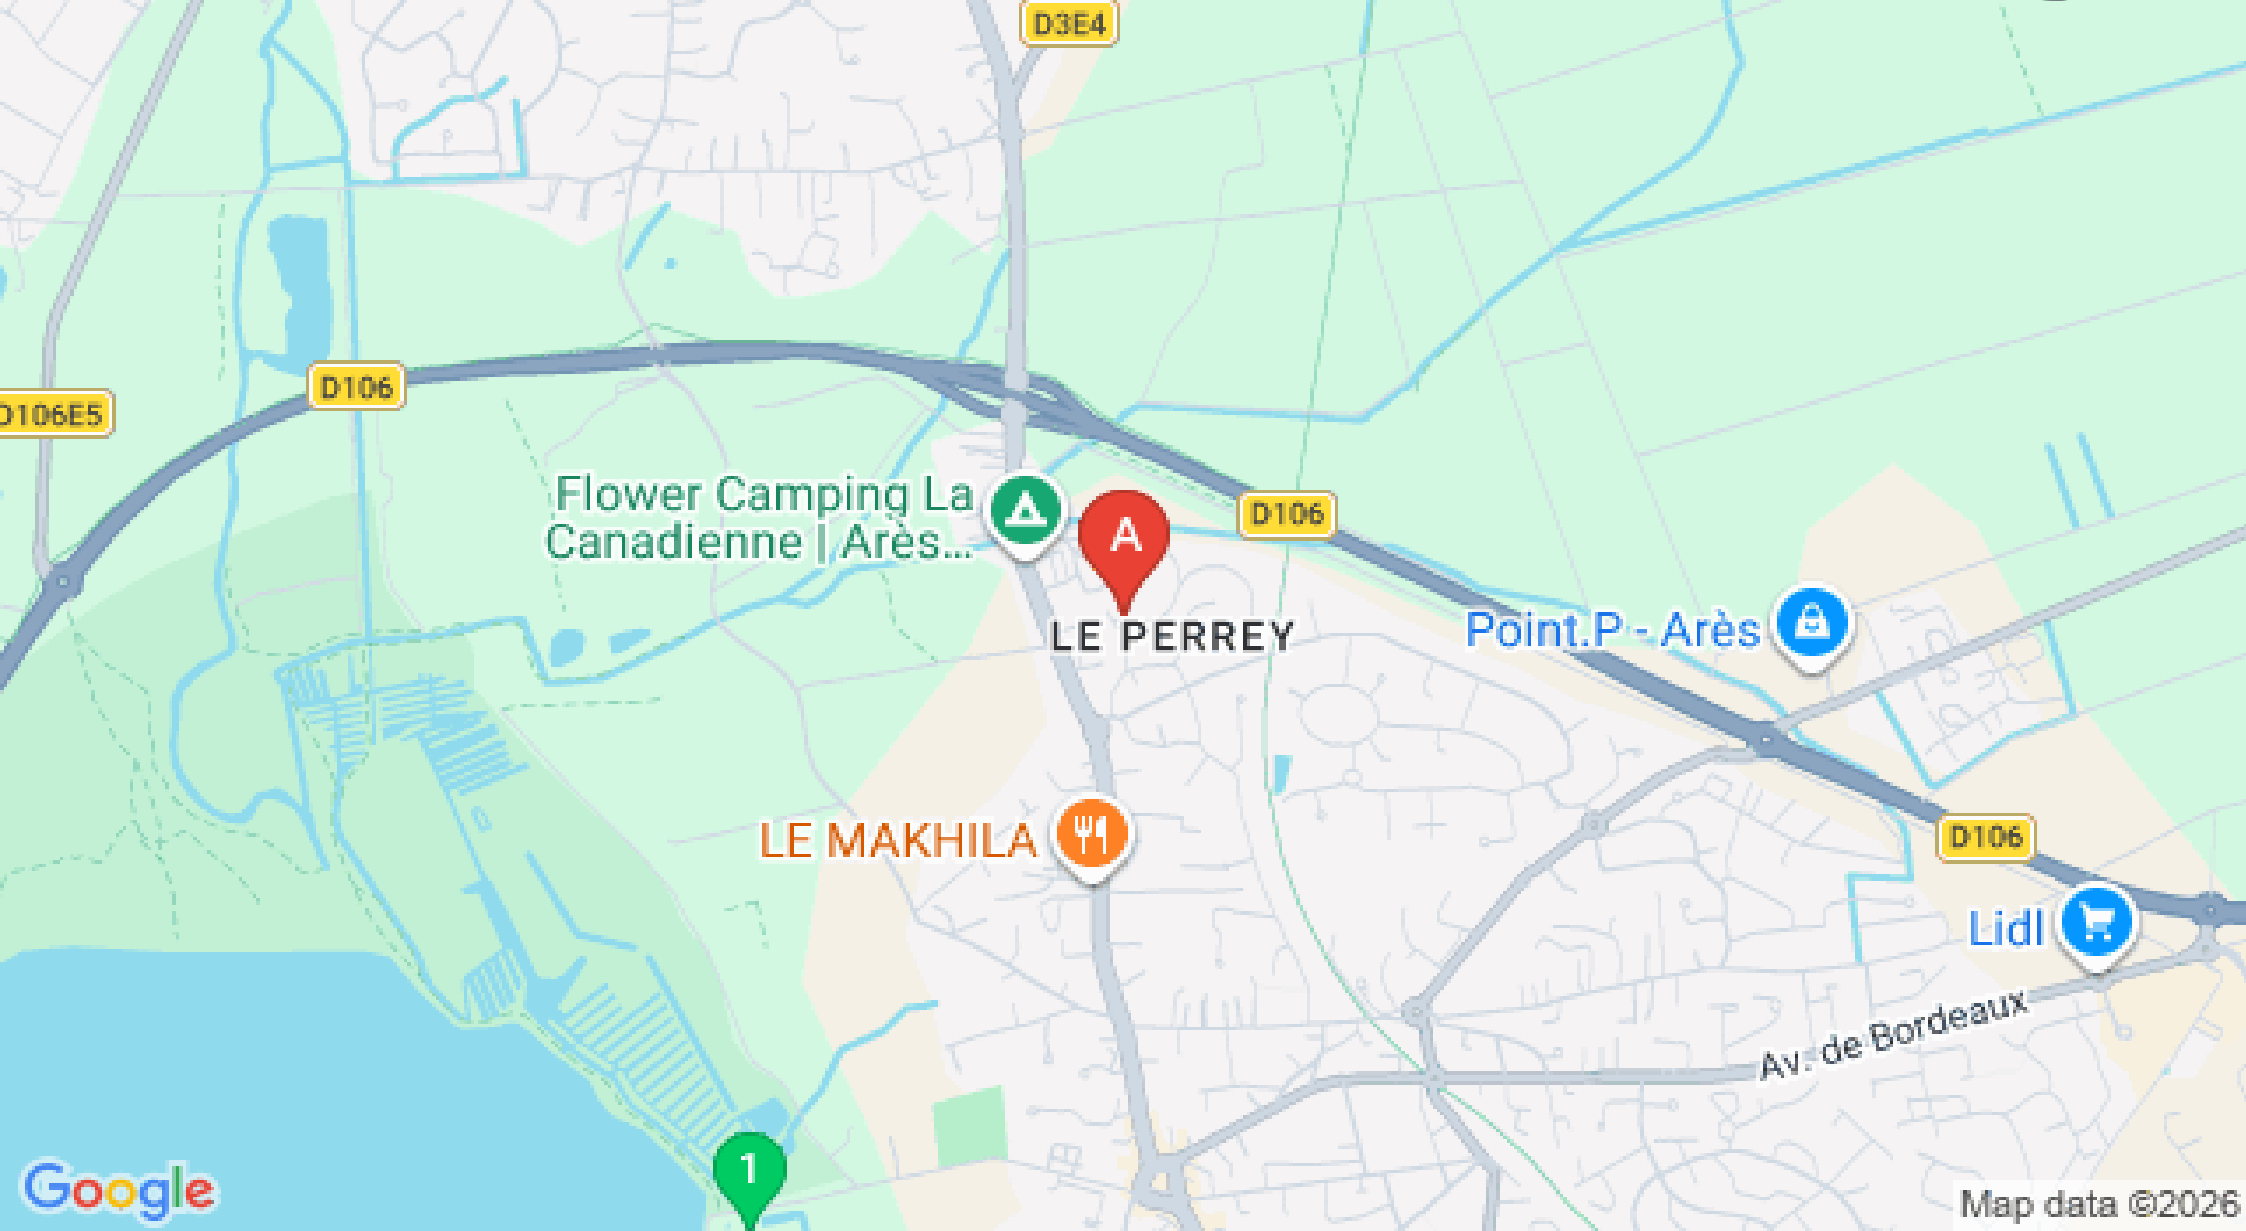 D3E4
D106
D106E5
Flower Camping La
Canadienne | Arès...
A
D106
LE PERREY
Point.P - Arès
LE MAKHILA
D106
Lidl
Av. de Bordeaux
1
Google
Map data ©2026